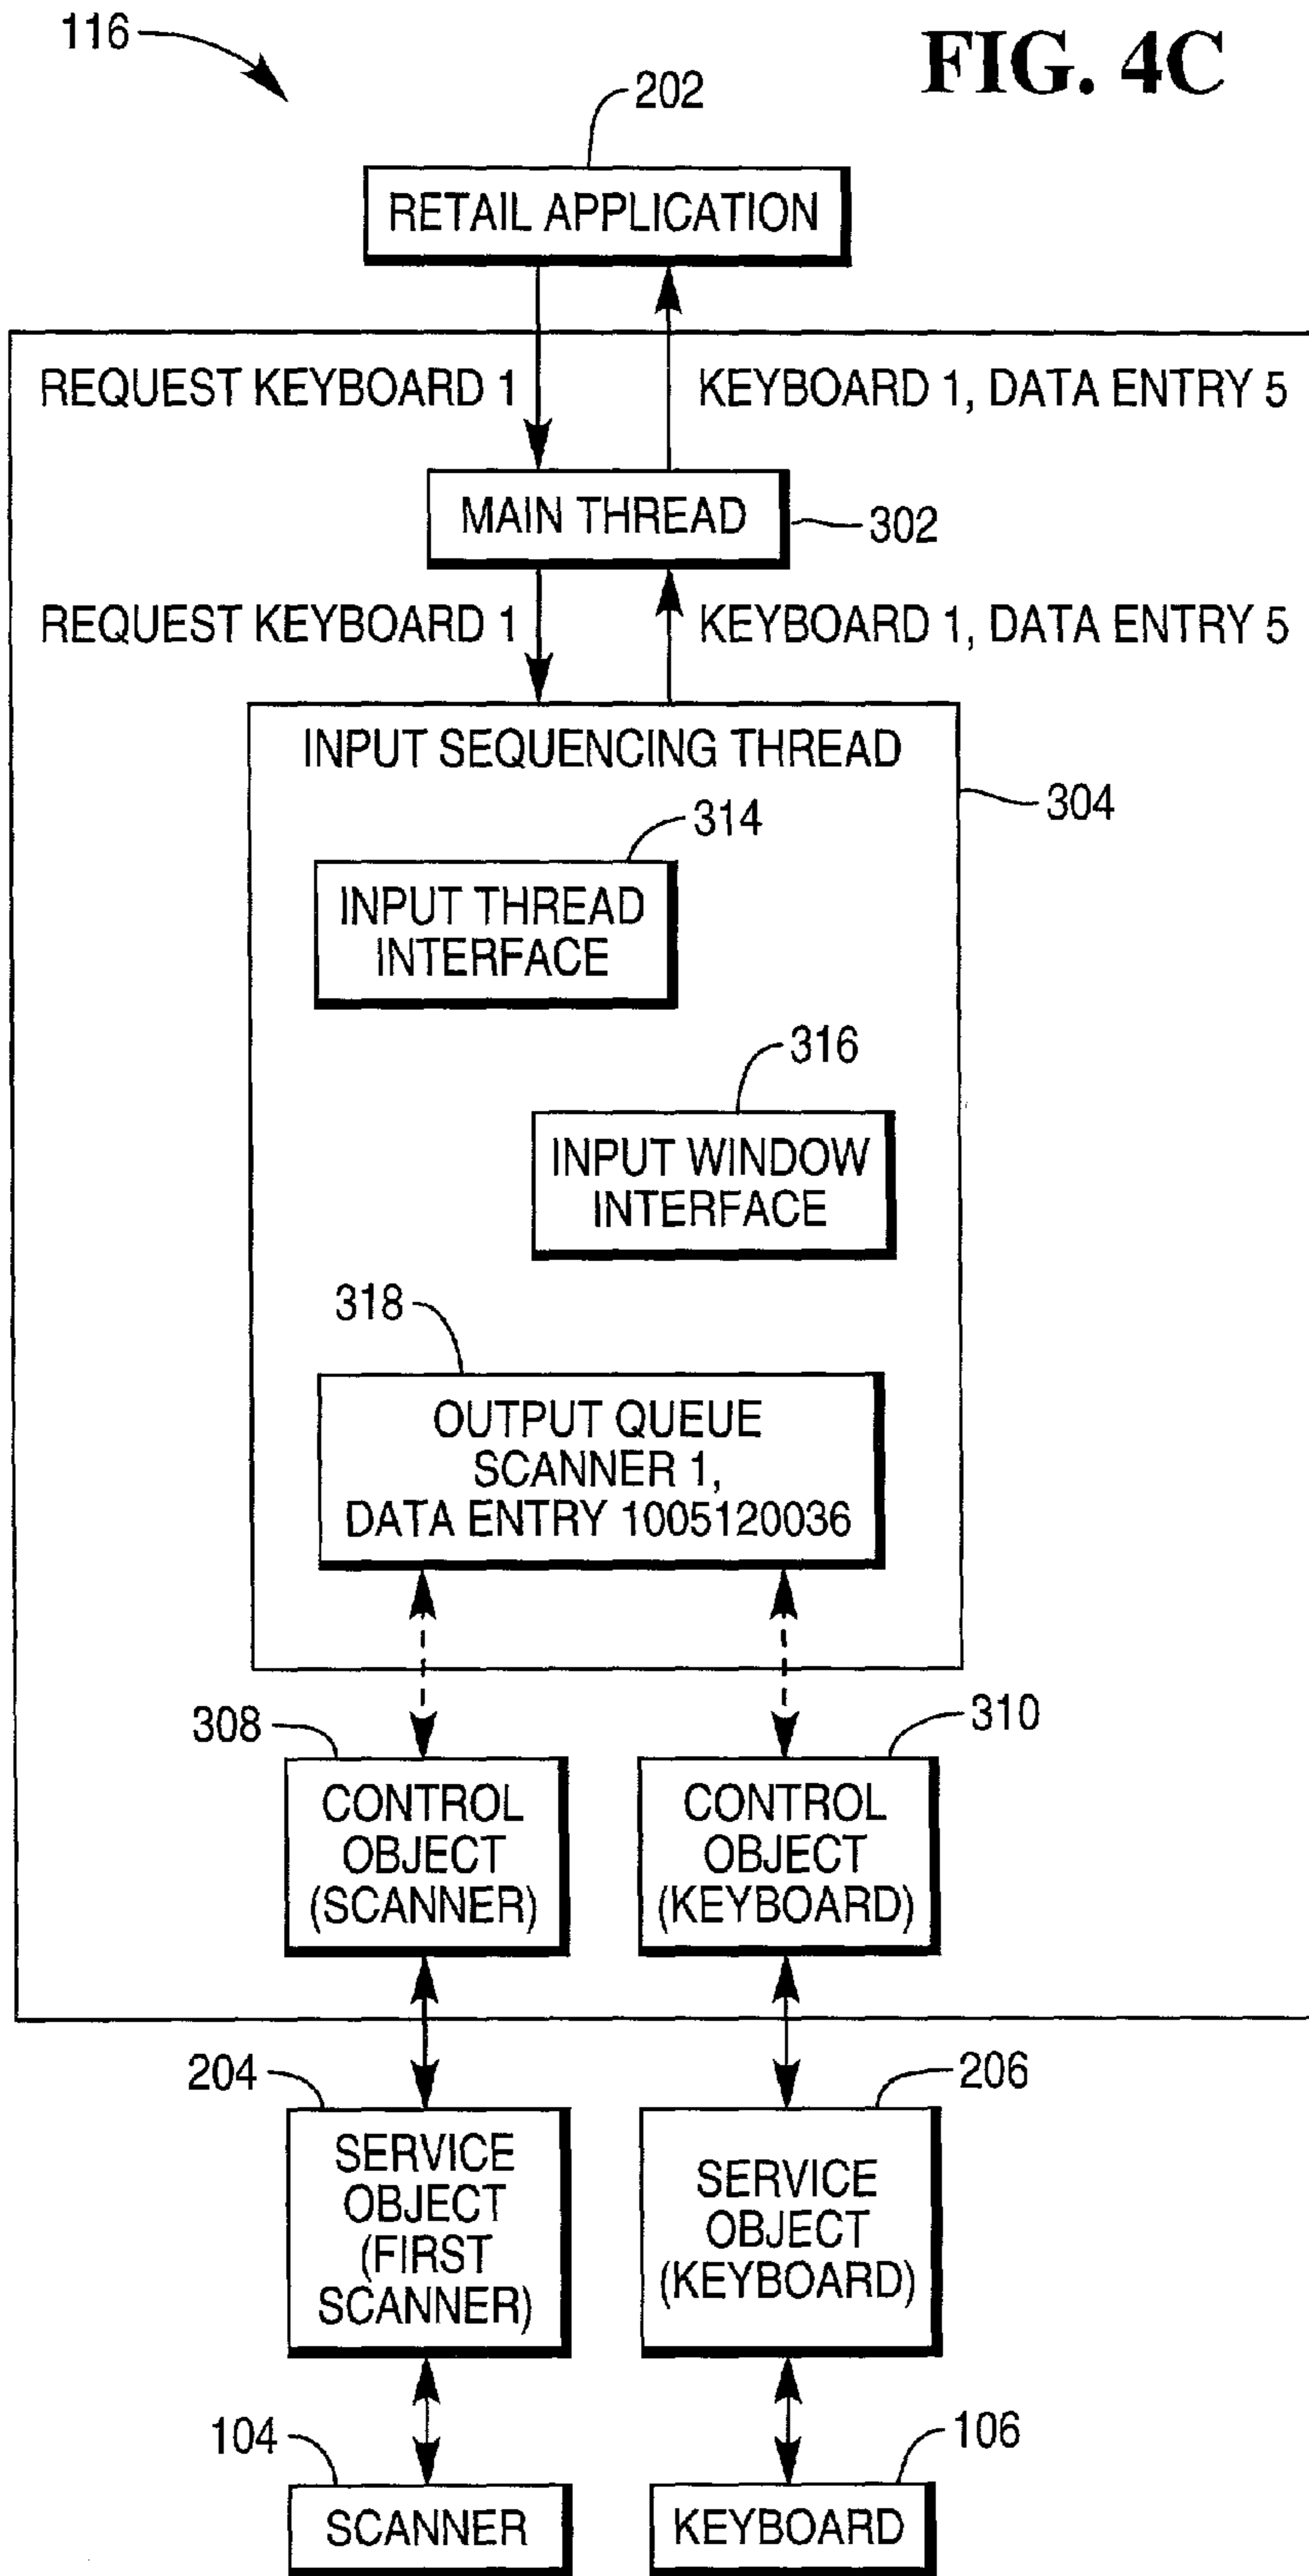 116
FIG. 4C
202
RETAIL APPLICATION
REQUEST KEYBOARD 1
KEYBOARD 1, DATA ENTRY 5
MAIN THREAD
302
REQUEST KEYBOARD 1
KEYBOARD 1, DATA ENTRY 5
INPUT SEQUENCING THREAD
304
314
INPUT THREAD
INTERFACE
316
INPUT WINDOW
INTERFACE
318
OUTPUT QUEUE
SCANNER 1,
DATA ENTRY 1005120036
308
310
CONTROL
OBJECT
(SCANNER)
CONTROL
OBJECT
(KEYBOARD)
204
206
SERVICE
OBJECT
(FIRST
SCANNER)
SERVICE
OBJECT
(KEYBOARD)
104
106
SCANNER
KEYBOARD